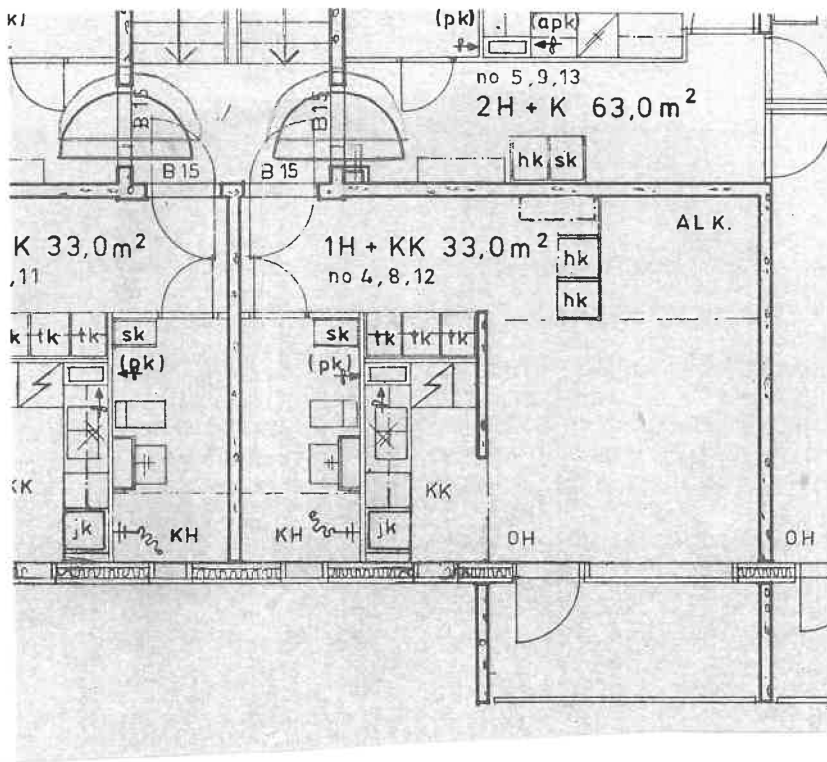 k)
(pk)
(apk)
no 5,9,13
2H + K 63,0 m²
B 15
B 15
B 15
B 15
hk
sk
K 33,0m²
,11
1H + KK 33,0m²
no 4,8,12
ALK.
hk
hk
k
tk
tk
sk
sk
tk
tk
tk
(pk)
(pk)
KK
KK
jk
KH
KH
jk
OH
OH